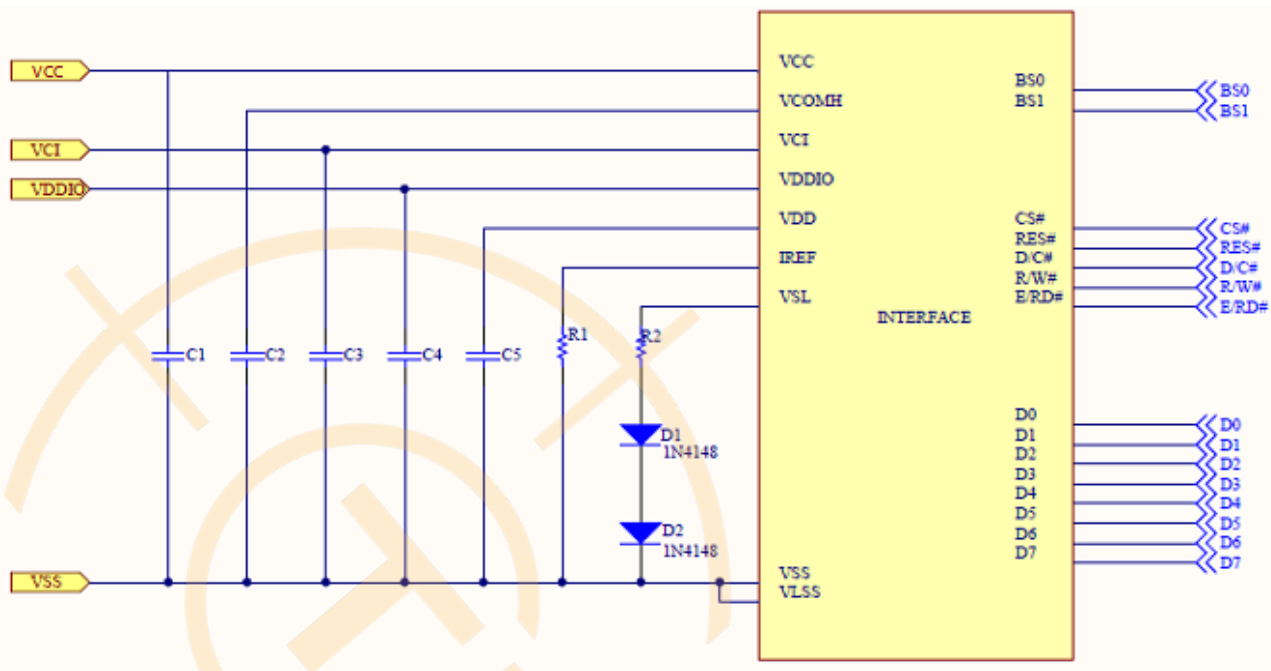 VCC
VCI
VDDIO
VSS
C1
C2
C3
C4
C5
R1
R2
D1
1N4148
D2
1N4148
VCC
VCOMH
VCI
VDDIO
VDD
IREF
VSL
VSS
VLSS
INTERFACE
BS0
BS1
CS#
RES#
D/C#
R/W#
E/RD#
D0
D1
D2
D3
D4
D5
D6
D7
BS0
BS1
CS#
RES#
D/C#
R/W#
E/RD#
D0
D1
D2
D3
D4
D5
D6
D7